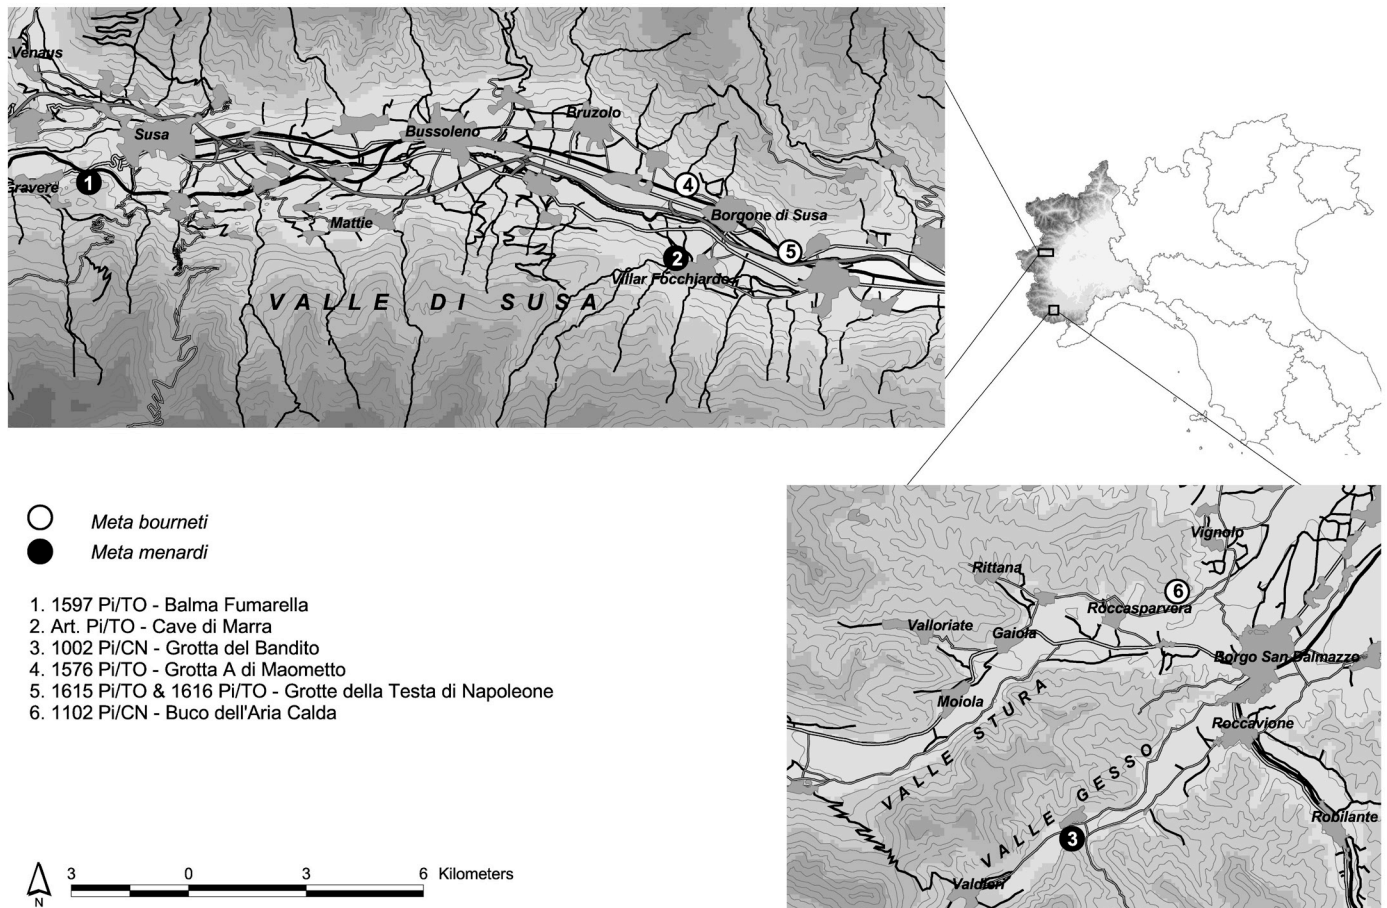 Venaus
Bruzolo
Susa
Bussoleno
1
Gravere
4
Mattie
Borgone di Susa
5
2
Villar Focchiardo
VALLE DI SUSA
Meta bourneti
Meta menardi
1. 1597 Pi/TO - Balma Fumarella
2. Art. Pi/TO - Cave di Marra
3. 1002 Pi/CN - Grotta del Bandito
4. 1576 Pi/TO - Grotta A di Maometto
5. 1615 Pi/TO & 1616 Pi/TO - Grotte della Testa di Napoleone
6. 1102 Pi/CN - Buco dell'Aria Calda
3 0 3 6 Kilometers
N
Vignolo
Rittana
6
Roccasparvera
Valloriate
Gaiola
Borgo San Dalmazzo
Moiola
VALLE STURA
Roccavione
VALLE GESSO
Robilante
3
Valdieri